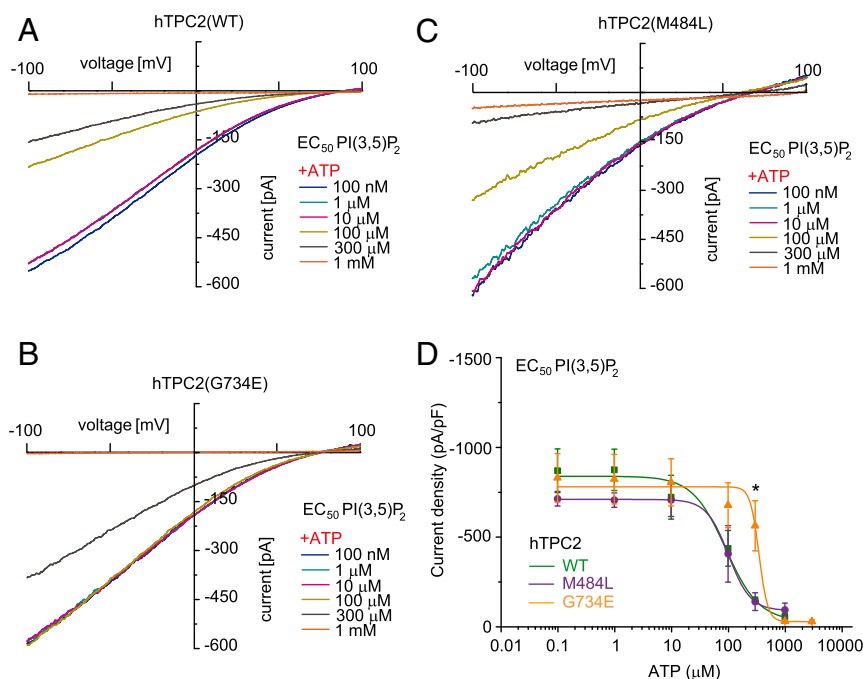 A
hTPC2(WT)
-100
voltage [mV]
100
-150
-300
-450
-600
current [pA]
EC50 PI(3,5)P2
+ATP
100 nM
1 μM
10 μM
100 μM
300 μM
1 mM
C
hTPC2(M484L)
-100
voltage [mV]
100
-150
-300
-450
-600
current [pA]
EC50 PI(3,5)P2
+ATP
100 nM
1 μM
10 μM
100 μM
300 μM
1 mM
B
hTPC2(G734E)
-100
voltage [mV]
100
-150
-300
-450
-600
current [pA]
EC50 PI(3,5)P2
+ATP
100 nM
1 μM
10 μM
100 μM
300 μM
1 mM
D
EC50 PI(3,5)P2
Current density (pA/pF)
-1500
-1000
-500
0
*
hTPC2
WT
M484L
G734E
0.01 0.1 1 10 100 1000 10000
ATP (μM)